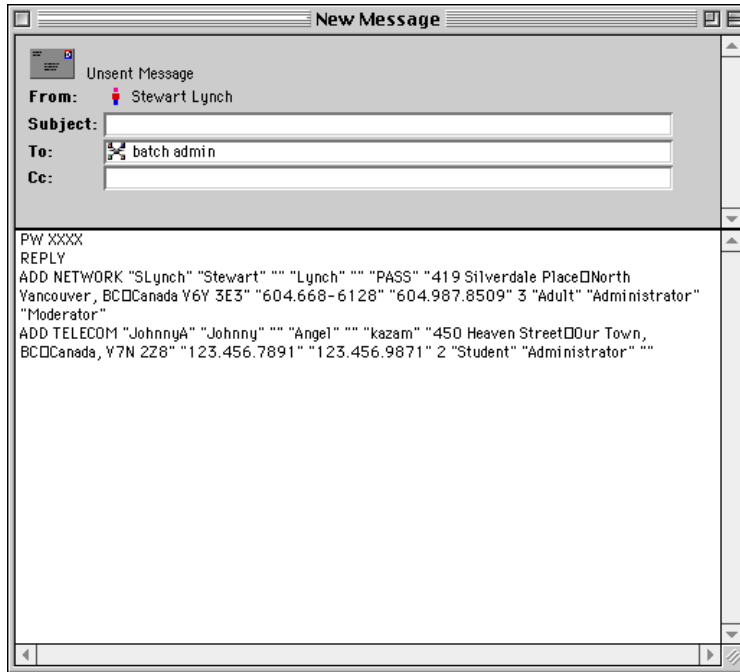 New Message
Unsent Message
From: Stewart Lynch
Subject:
To: batch admin
Cc:
PW XXXX
REPLY
ADD NETWORK "SLynch" "Stewart" "" "Lynch" "" "PASS" "419 Silverdale Place□North
Vancouver, BC□Canada V6Y 3E3" "604.668-6128" "604.987.8509" 3 "Adult" "Administrator"
"Moderator"
ADD TELECOM "JohnnyA" "Johnny" "" "Angel" "" "kazam" "450 Heaven Street□Our Town,
BC□Canada, V7N 2Z8" "123.456.7891" "123.456.9871" 2 "Student" "Administrator" ""